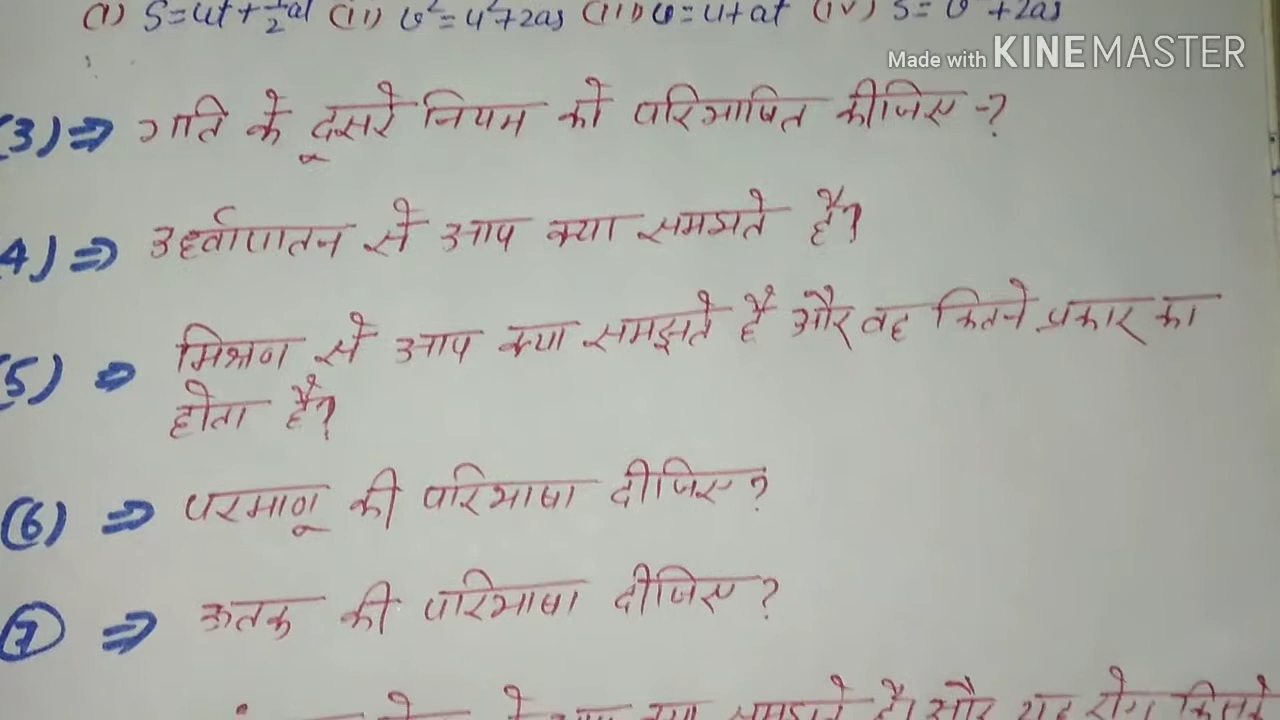 (i) S=ut+½at (ii) v²=u²+2as (iii) v=u+at (iv) S=v²+2as
Made with KINEMASTER
(3)⇒ गति के दूसरे नियम को परिभाषित कीजिए-?
4)⇒ उर्ध्वापातन से आप क्या समझते हैं?
(5)⇒ मिश्रण से आप क्या समझते हैं और वह कितने प्रकार का
होता है?
(6)⇒ परमाणू की परिभाषा दीजिए?
7⇒ ऊतक की परिभाषा दीजिए?